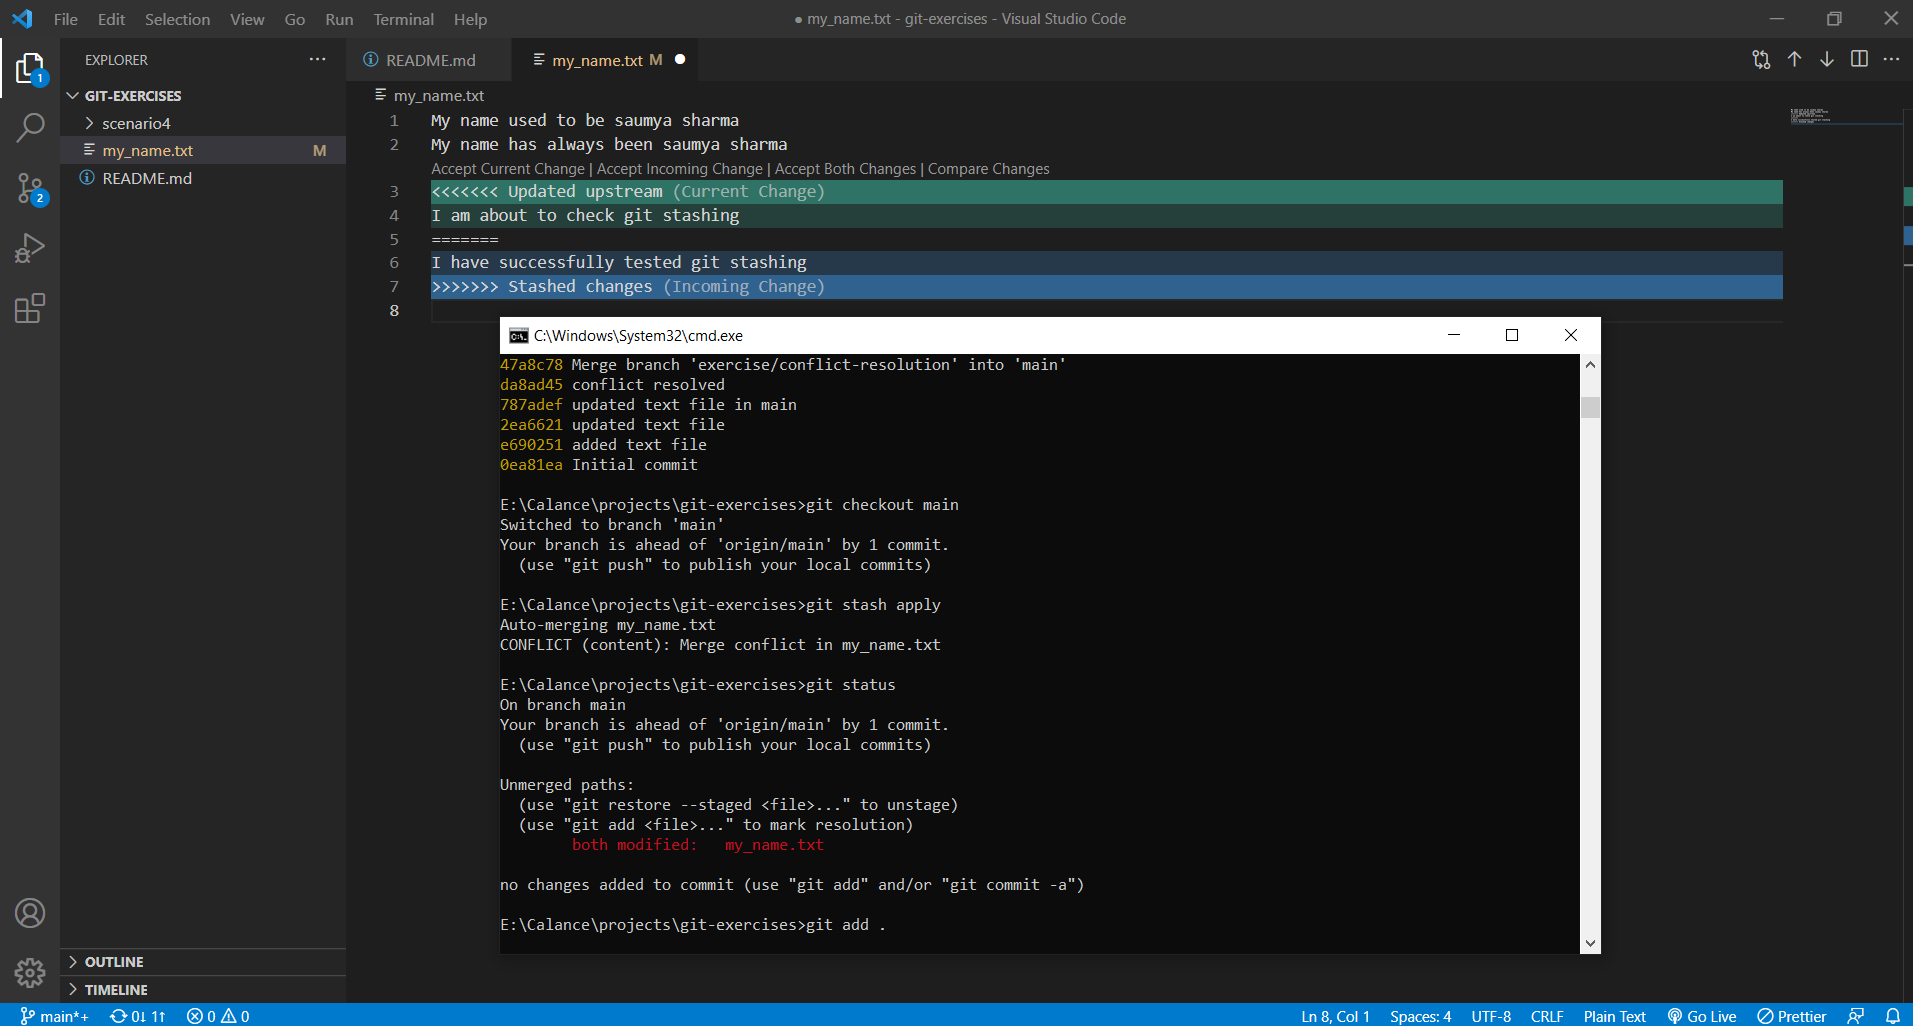 File Edit Selection View Go Run Terminal Help
● my_name.txt - git-exercises - Visual Studio Code
EXPLORER ···
README.md
my_name.txt M
1
GIT-EXERCISES
scenario4
my_name.txt M
README.md
2
my_name.txt
1 My name used to be saumya sharma
2 My name has always been saumya sharma
Accept Current Change | Accept Incoming Change | Accept Both Changes | Compare Changes
3 <<<<<<< Updated upstream (Current Change)
4 I am about to check git stashing
5 =======
6 I have successfully tested git stashing
7 >>>>>>> Stashed changes (Incoming Change)
8
C:\Windows\System32\cmd.exe
47a8c78 Merge branch 'exercise/conflict-resolution' into 'main'
da8ad45 conflict resolved
787adef updated text file in main
2ea6621 updated text file
e690251 added text file
0ea81ea Initial commit
E:\Calance\projects\git-exercises>git checkout main
Switched to branch 'main'
Your branch is ahead of 'origin/main' by 1 commit.
(use "git push" to publish your local commits)
E:\Calance\projects\git-exercises>git stash apply
Auto-merging my_name.txt
CONFLICT (content): Merge conflict in my_name.txt
E:\Calance\projects\git-exercises>git status
On branch main
Your branch is ahead of 'origin/main' by 1 commit.
(use "git push" to publish your local commits)
Unmerged paths:
(use "git restore --staged <file>..." to unstage)
(use "git add <file>..." to mark resolution)
both modified: my_name.txt
no changes added to commit (use "git add" and/or "git commit -a")
E:\Calance\projects\git-exercises>git add .
OUTLINE
TIMELINE
main*+ 0↓ 1↑ 0 0
Ln 8, Col 1 Spaces: 4 UTF-8 CRLF Plain Text Go Live Prettier